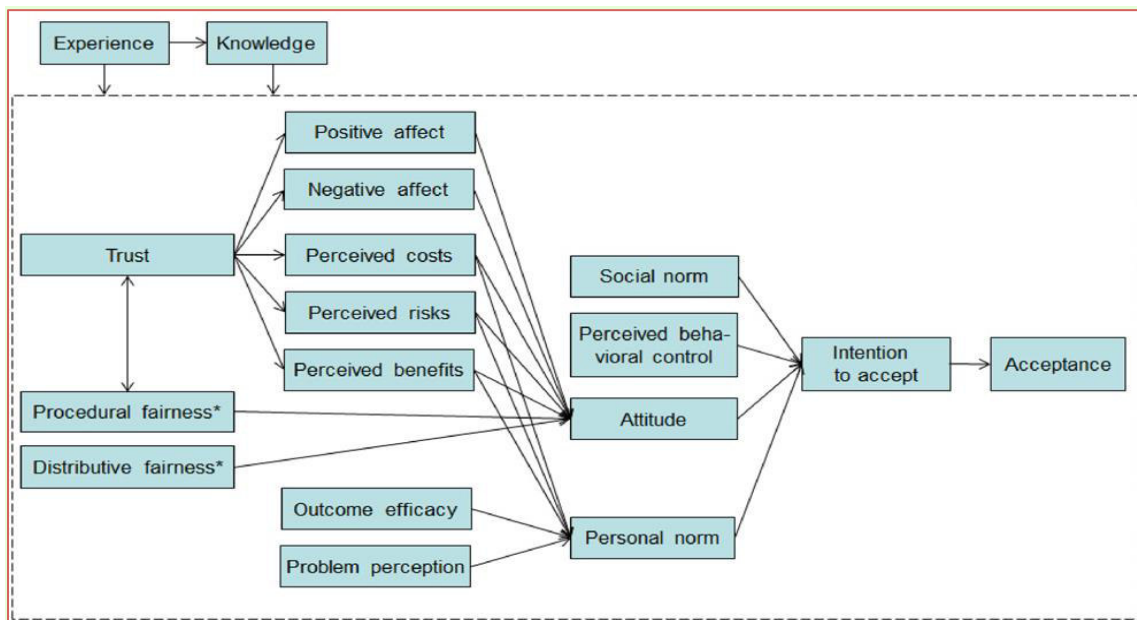 Experience
Knowledge
Positive affect
Negative affect
Trust
Perceived costs
Social norm
Perceived risks
Perceived beha-
vioral control
Intention
to accept
Acceptance
Perceived benefits
Procedural fairness*
Attitude
Distributive fairness*
Outcome efficacy
Personal norm
Problem perception